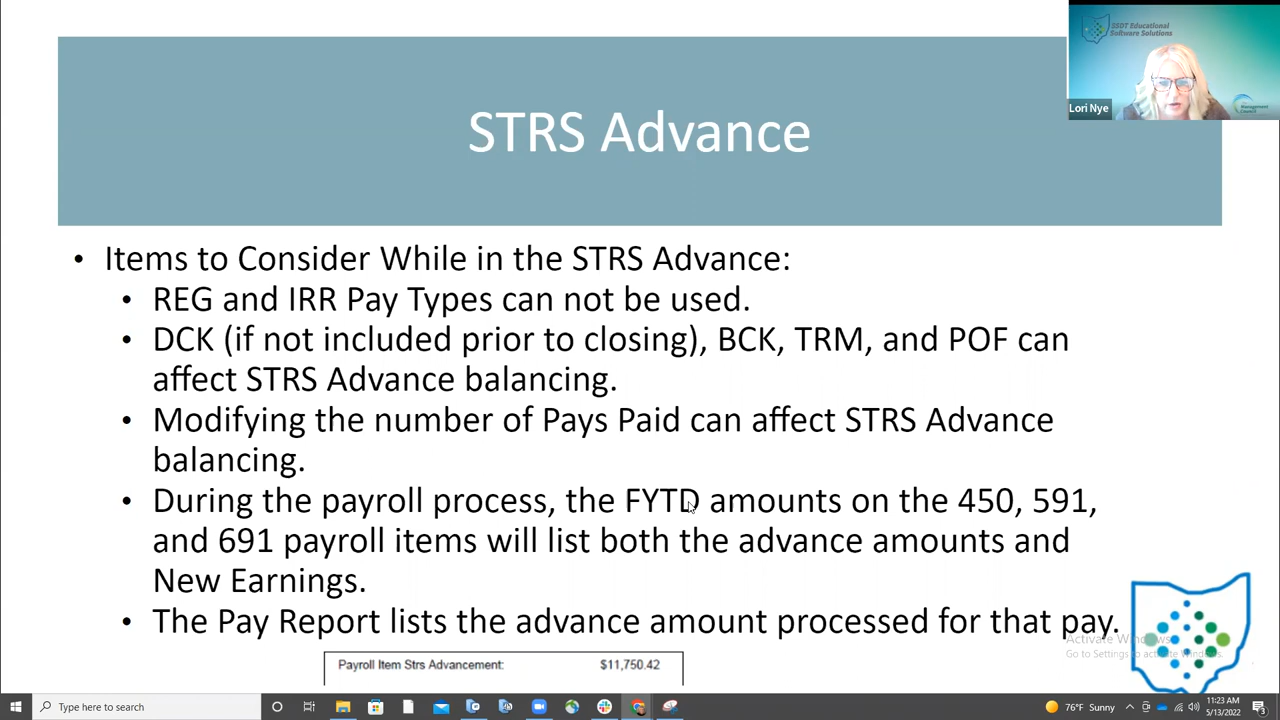 SSDT Educational
Software Solutions
Lori Nye
Management
Council
STRS Advance
• Items to Consider While in the STRS Advance:
• REG and IRR Pay Types can not be used.
• DCK (if not included prior to closing), BCK, TRM, and POF can
affect STRS Advance balancing.
• Modifying the number of Pays Paid can affect STRS Advance
balancing.
• During the payroll process, the FYTD amounts on the 450, 591,
and 691 payroll items will list both the advance amounts and
New Earnings.
• The Pay Report lists the advance amount processed for that pay.
Activate Windows
Go to Settings to activate Windows.
Payroll Item Strs Advancement: $11,750.42
Type here to search
76°F Sunny
11:23 AM
5/13/2022
3